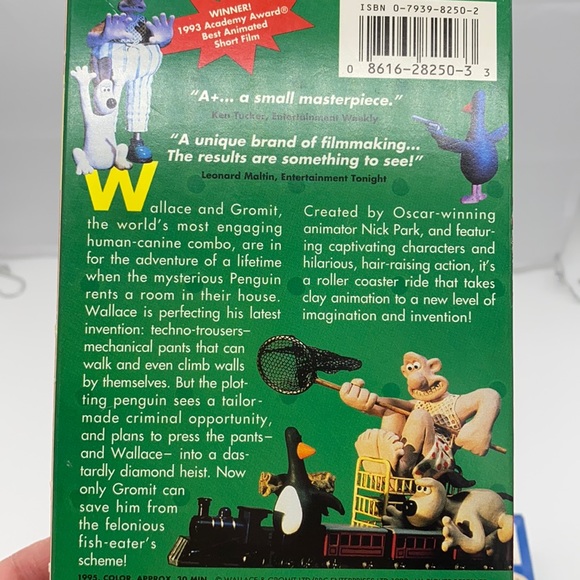 WINNER!
1993 Academy Award®
Best Animated
Short Film
ISBN 0-7939-8250-2
0 86162-8250-3 3
"A+... a small masterpiece."
Ken Tucker, Entertainment Weekly
"A unique brand of filmmaking...
The results are something to see!"
Leonard Maltin, Entertainment Tonight
Wallace and Gromit,
the world's most engaging
human-canine combo, are in
for the adventure of a lifetime
when the mysterious Penguin
rents a room in their house.
Wallace is perfecting his latest
invention: techno-trousers–
mechanical pants that can
walk and even climb walls
by themselves. But the plot-
ting penguin sees a tailor-
made criminal opportunity,
and plans to press the pants–
and Wallace– into a das-
tardly diamond heist. Now
only Gromit can
save him from
the felonious
fish-eater's
scheme!
Created by Oscar-winning
animator Nick Park, and featur-
ing captivating characters and
hilarious, hair-raising action, it's
a roller coaster ride that takes
clay animation to a new level of
imagination and invention!
1995 COLOR APPROX. 30 MIN.